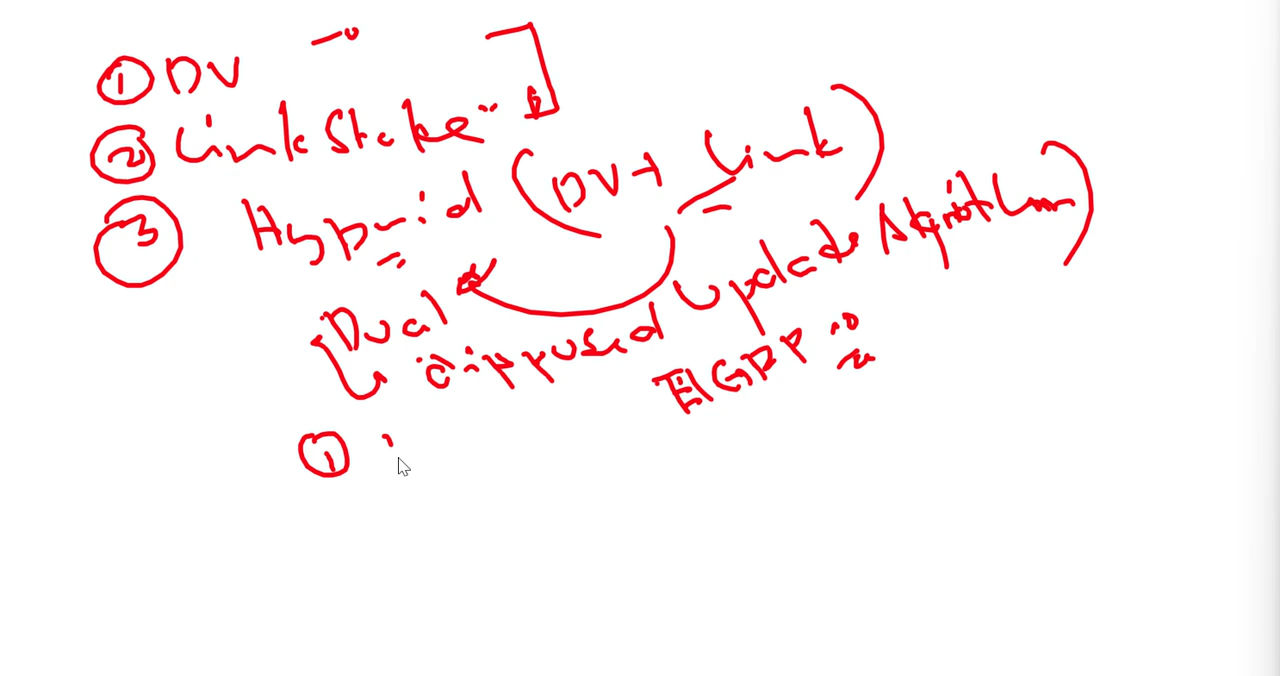 ① DV
② Link State
③ Hybrid (DV + Link)
Dual
Diffused Update Algorithm)
EIGRP
①